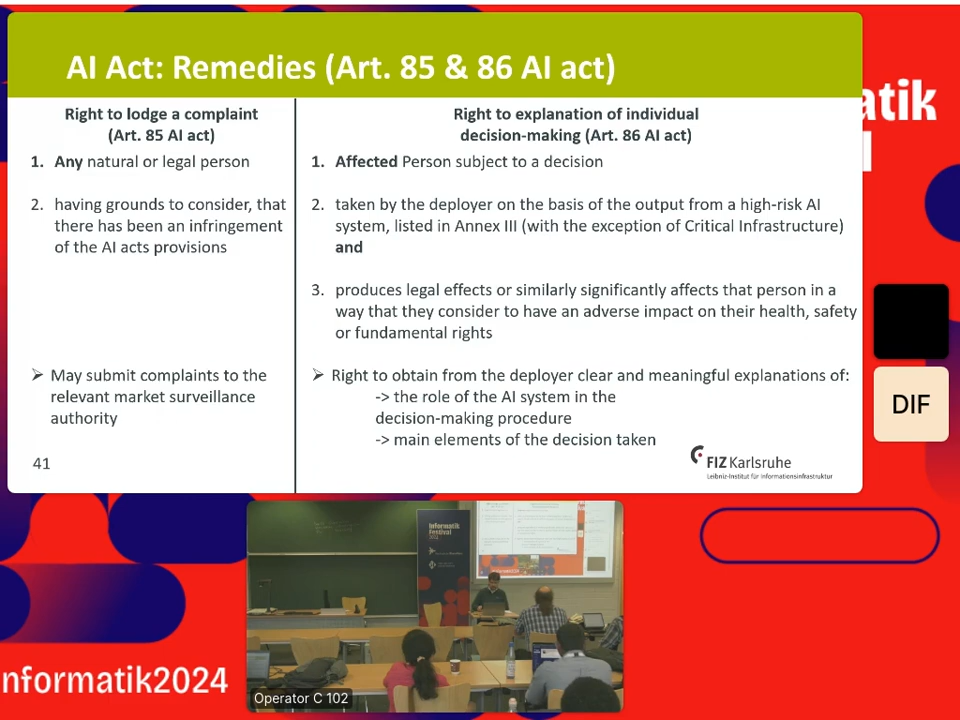 AI Act: Remedies (Art. 85 & 86 AI act)
Right to lodge a complaint
(Art. 85 AI act)
1. Any natural or legal person
2. having grounds to consider, that
there has been an infringement
of the AI acts provisions
➢ May submit complaints to the
relevant market surveillance
authority
Right to explanation of individual
decision-making (Art. 86 AI act)
1. Affected Person subject to a decision
2. taken by the deployer on the basis of the output from a high-risk AI
system, listed in Annex III (with the exception of Critical Infrastructure)
and
3. produces legal effects or similarly significantly affects that person in a
way that they consider to have an adverse impact on their health, safety
or fundamental rights
➢ Right to obtain from the deployer clear and meaningful explanations of:
-> the role of the AI system in the
decision-making procedure
-> main elements of the decision taken
41
FIZ Karlsruhe
Leibniz-Institut für Informationsinfrastruktur
atik
DIF
informatik
festival
2024
nformatik2024
Operator C 102